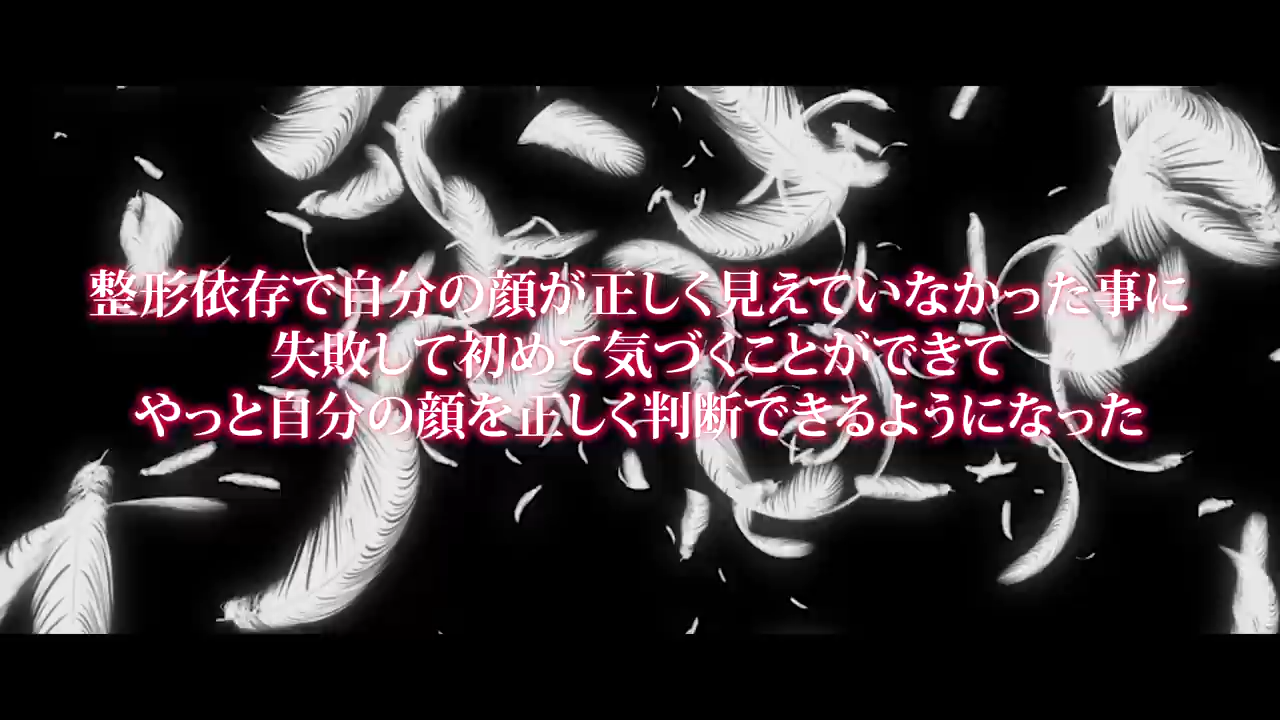 整形依存で自分の顔が正しく見えていなかった事に
失敗して初めて気づくことができて
やっと自分の顔を正しく判断できるようになった